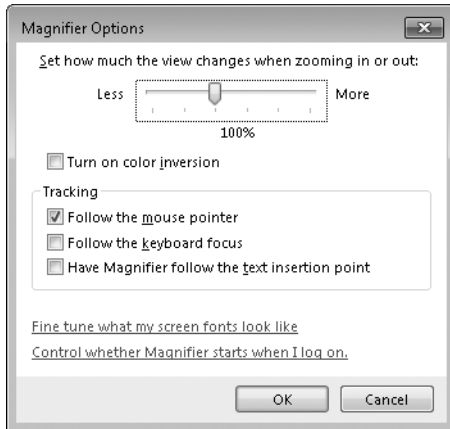 Magnifier Options
Set how much the view changes when zooming in or out:
Less More
100%
Turn on color inversion
Tracking
Follow the mouse pointer
Follow the keyboard focus
Have Magnifier follow the text insertion point
Fine tune what my screen fonts look like
Control whether Magnifier starts when I log on.
OK Cancel